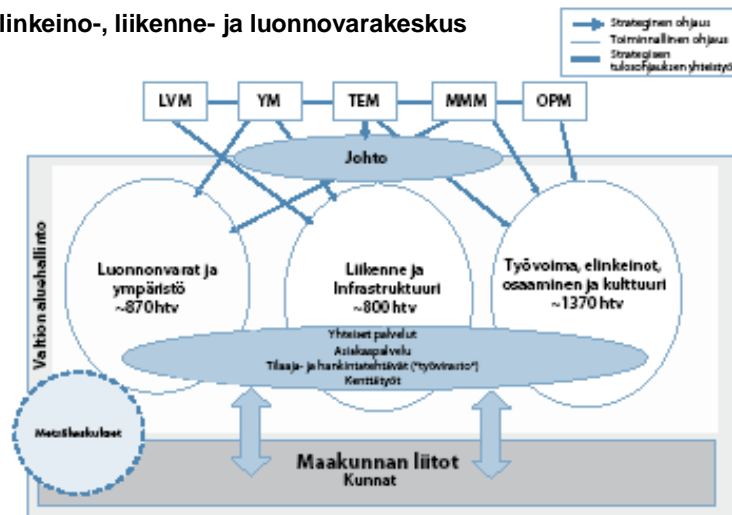 linkeino-, liikenne- ja luonnovarakeskus
Strateginen ohjaus
Toiminnallinen ohjaus
Strategisen
tulosohjauksen yhteistyö
LVM
YM
TEM
MMM
OPM
Johto
Valtion aluehallinto
Luonnonvarat ja
ympäristö
~870 htv
Liikenne ja
Infrastruktuuri
~800 htv
Työvoima, elinkeinot,
osaaminen ja kulttuuri
~1370 htv
Yhteiset palvelut
Asiakaspalvelu
Tilaaja- ja hankintatehtävät ("työvirasto")
Kenttätyöt
Metsäkeskukset
Maakunnan liitot
Kunnat